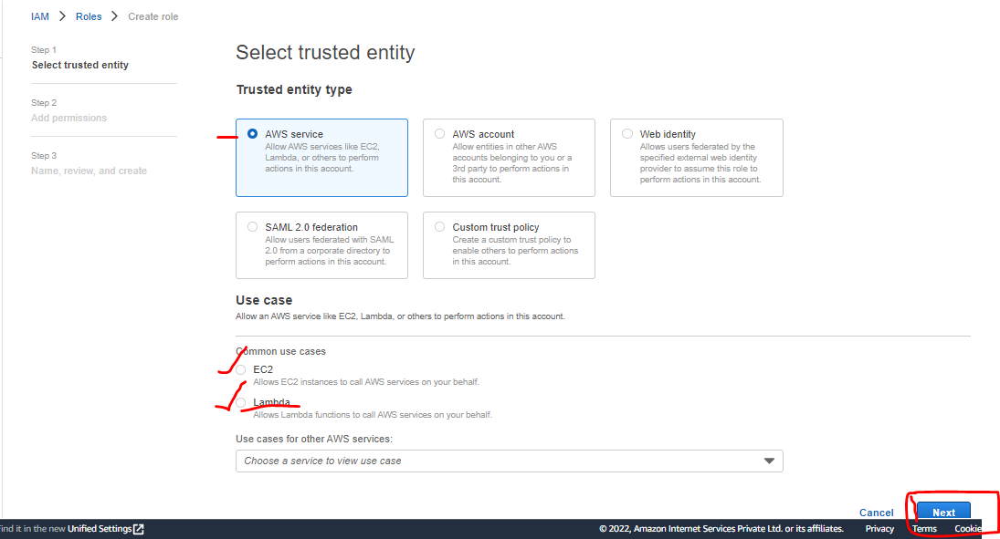 IAM > Roles > Create role
Step 1
Select trusted entity
Step 2
Add permissions
Step 3
Name, review, and create
Select trusted entity
Trusted entity type
AWS service
Allow AWS services like EC2,
Lambda, or others to perform
actions in this account.
AWS account
Allow entities in other AWS
accounts belonging to you or a
3rd party to perform actions in
this account.
Web identity
Allows users federated by the
specified external web identity
provider to assume this role to
perform actions in this account.
SAML 2.0 federation
Allow users federated with SAML
2.0 from a corporate directory to
perform actions in this account.
Custom trust policy
Create a custom trust policy to
enable others to perform actions
in this account.
Use case
Allow an AWS service like EC2, Lambda, or others to perform actions in this account.
Common use cases
EC2
Allows EC2 instances to call AWS services on your behalf.
Lambda
Allows Lambda functions to call AWS services on your behalf.
Use cases for other AWS services:
Choose a service to view use case
Cancel Next
ind it in the new Unified Settings © 2022, Amazon Internet Services Private Ltd. or its affiliates. Privacy Terms Cookie